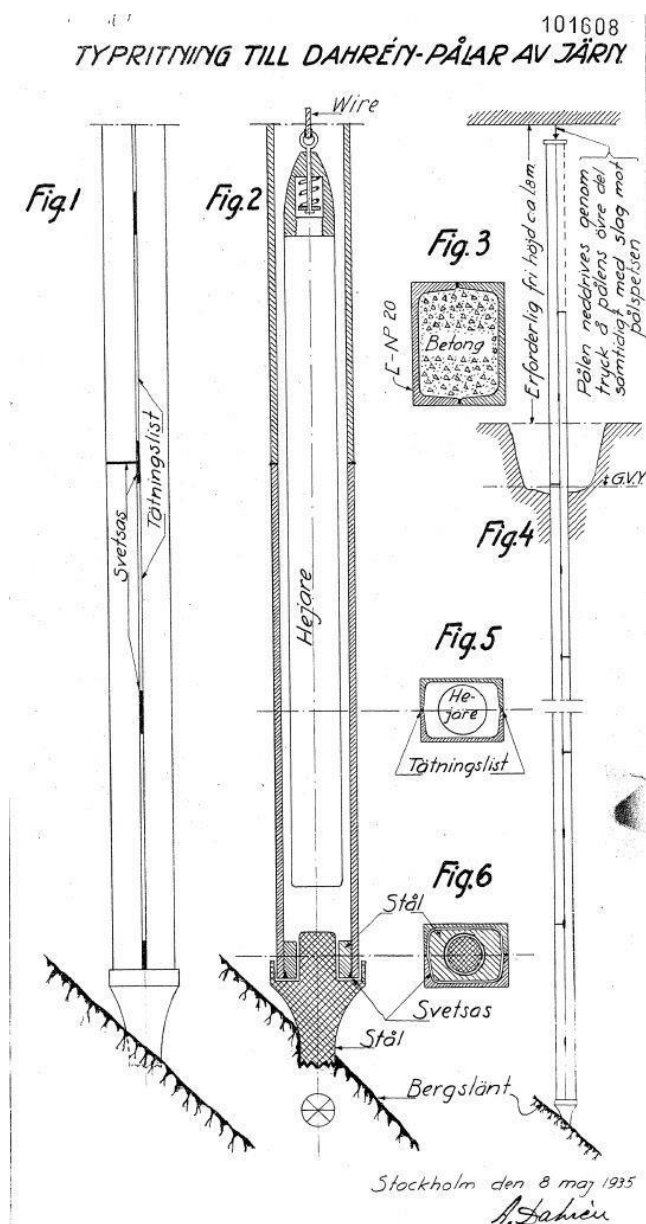 101608
TYPRITNING TILL DAHRÉN-PÅLAR AV JÄRN.
Wire
Fig.1
Fig.2
Fig.3
Betong
E-NP 20
Erforderlig fri höjd ca 1.8 m.
Pålen neddrives genom
tryck å pålens övre del
samtidigt med slag mot
pålspetsen
Svetsas
Tätningslist
Hejare
G.V.Y.
Fig.4
Fig.5
He-
jare
Tätningslist
Fig.6
Stål
Svetsas
Stål
Bergslänt
Stockholm den 8 maj 1935
A. Dahrén